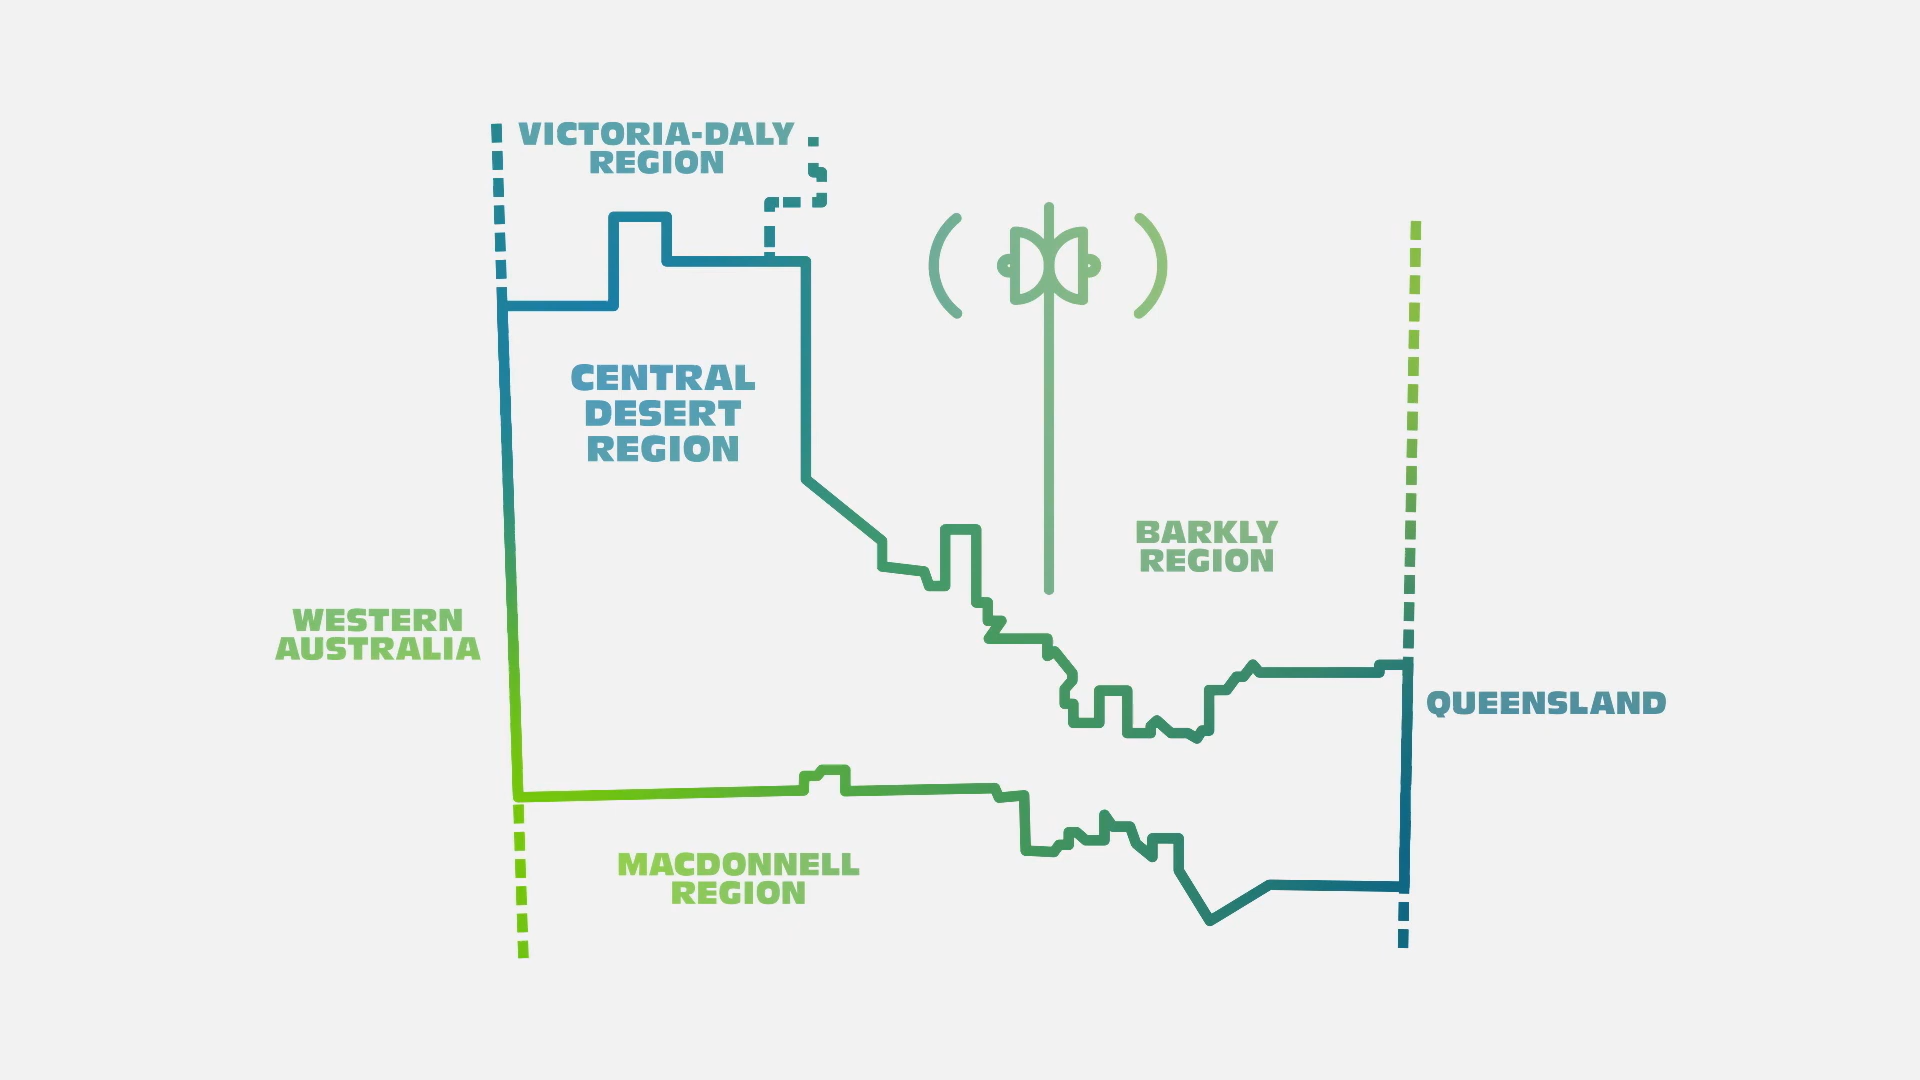 VICTORIA-DALY
REGION
CENTRAL
DESERT
REGION
BARKLY
REGION
WESTERN
AUSTRALIA
QUEENSLAND
MACDONNELL
REGION